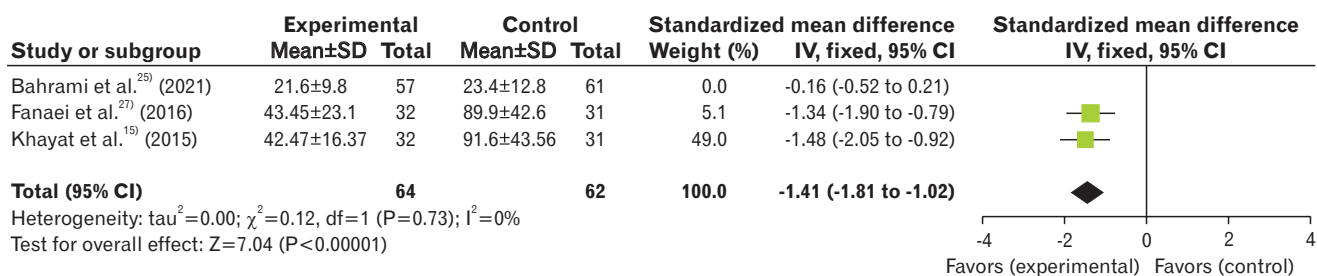 Experimental Control Standardized mean difference Standardized mean difference
Study or subgroup Mean±SD Total Mean±SD Total Weight (%) IV, fixed, 95% CI IV, fixed, 95% CI
Bahrami et al.25) (2021) 21.6±9.8 57 23.4±12.8 61 0.0 -0.16 (-0.52 to 0.21)
Fanaei et al.27) (2016) 43.45±23.1 32 89.9±42.6 31 5.1 -1.34 (-1.90 to -0.79)
Khayat et al.15) (2015) 42.47±16.37 32 91.6±43.56 31 49.0 -1.48 (-2.05 to -0.92)
Total (95% CI) 64 62 100.0 -1.41 (-1.81 to -1.02)
Heterogeneity: tau²=0.00; χ²=0.12, df=1 (P=0.73); I²=0%
Test for overall effect: Z=7.04 (P<0.00001)
-4 -2 0 2 4
Favors (experimental) Favors (control)